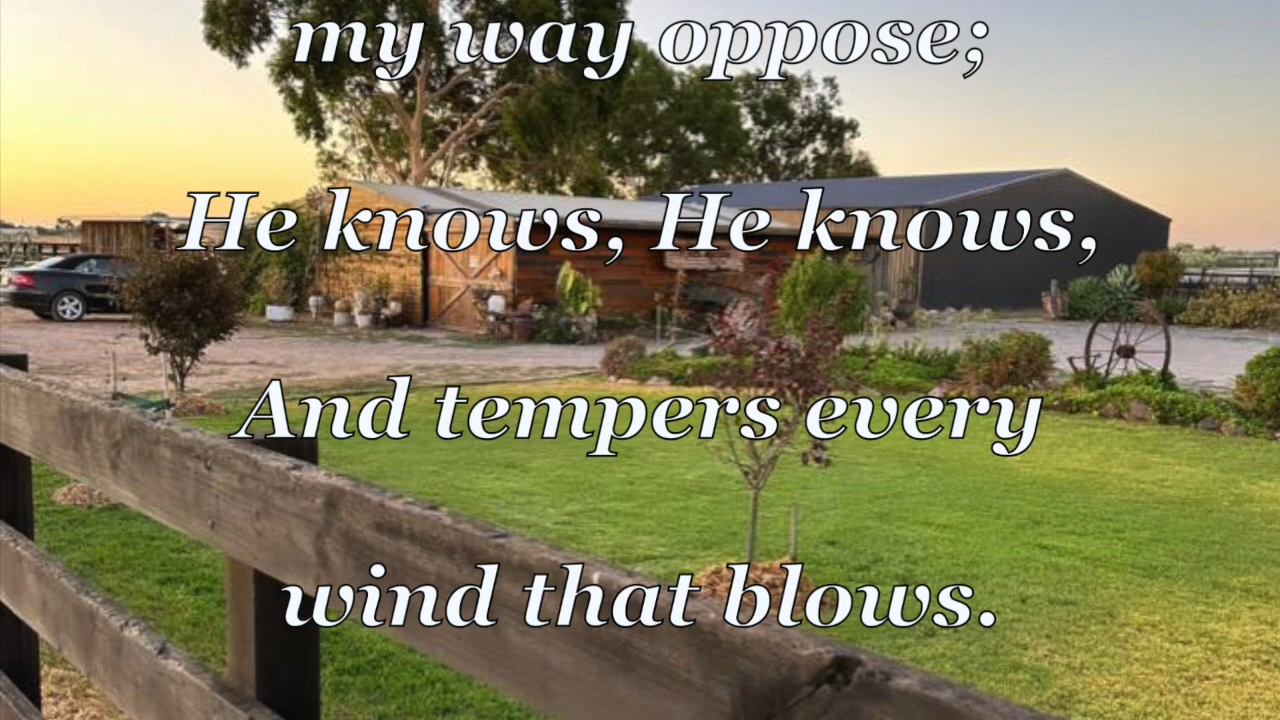 my way oppose;
He knows, He knows,
And tempers every
wind that blows.